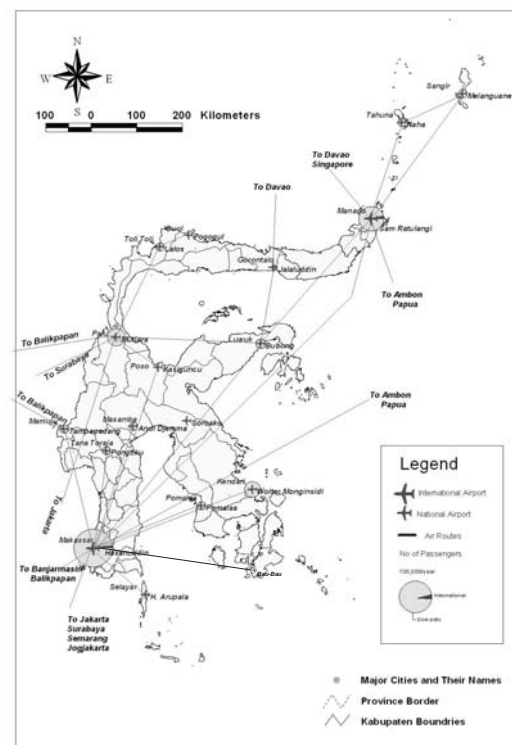 N
W
E
S
100
0
100
200
Kilometers
Sangir
Melanguane
Tahuna
Naha
To Davao
Singapore
To Davao
Manado
Sam Ratulangi
Buol
Pogogul
Toli Toli
Lalos
Gorontalo
Jalaluddin
To Ambon
Papua
To Balikpapan
Mutiara
Luwuk
Bubong
To Surabaya
Poso
Kasiguncu
To Balikpapan
To Ambon
Papua
Masamba
Soroako
Mamuju
Tampapadang
Andi Djemma
Tana Toraja
Pongtiku
Kendari
Wolter Monginsidi
To Jakarta
Pomalaa
Makassar
Hasanuddin
To Banjarmasin
Balikpapan
Bau-Bau
Selayar
H. Arupala
To Jakarta
Surabaya
Semarang
Jogjakarta
Legend
International Airport
National Airport
Air Routes
No of Passengers
100,000/year
International
Domestic
Major Cities and Their Names
Province Border
Kabupaten Boundries